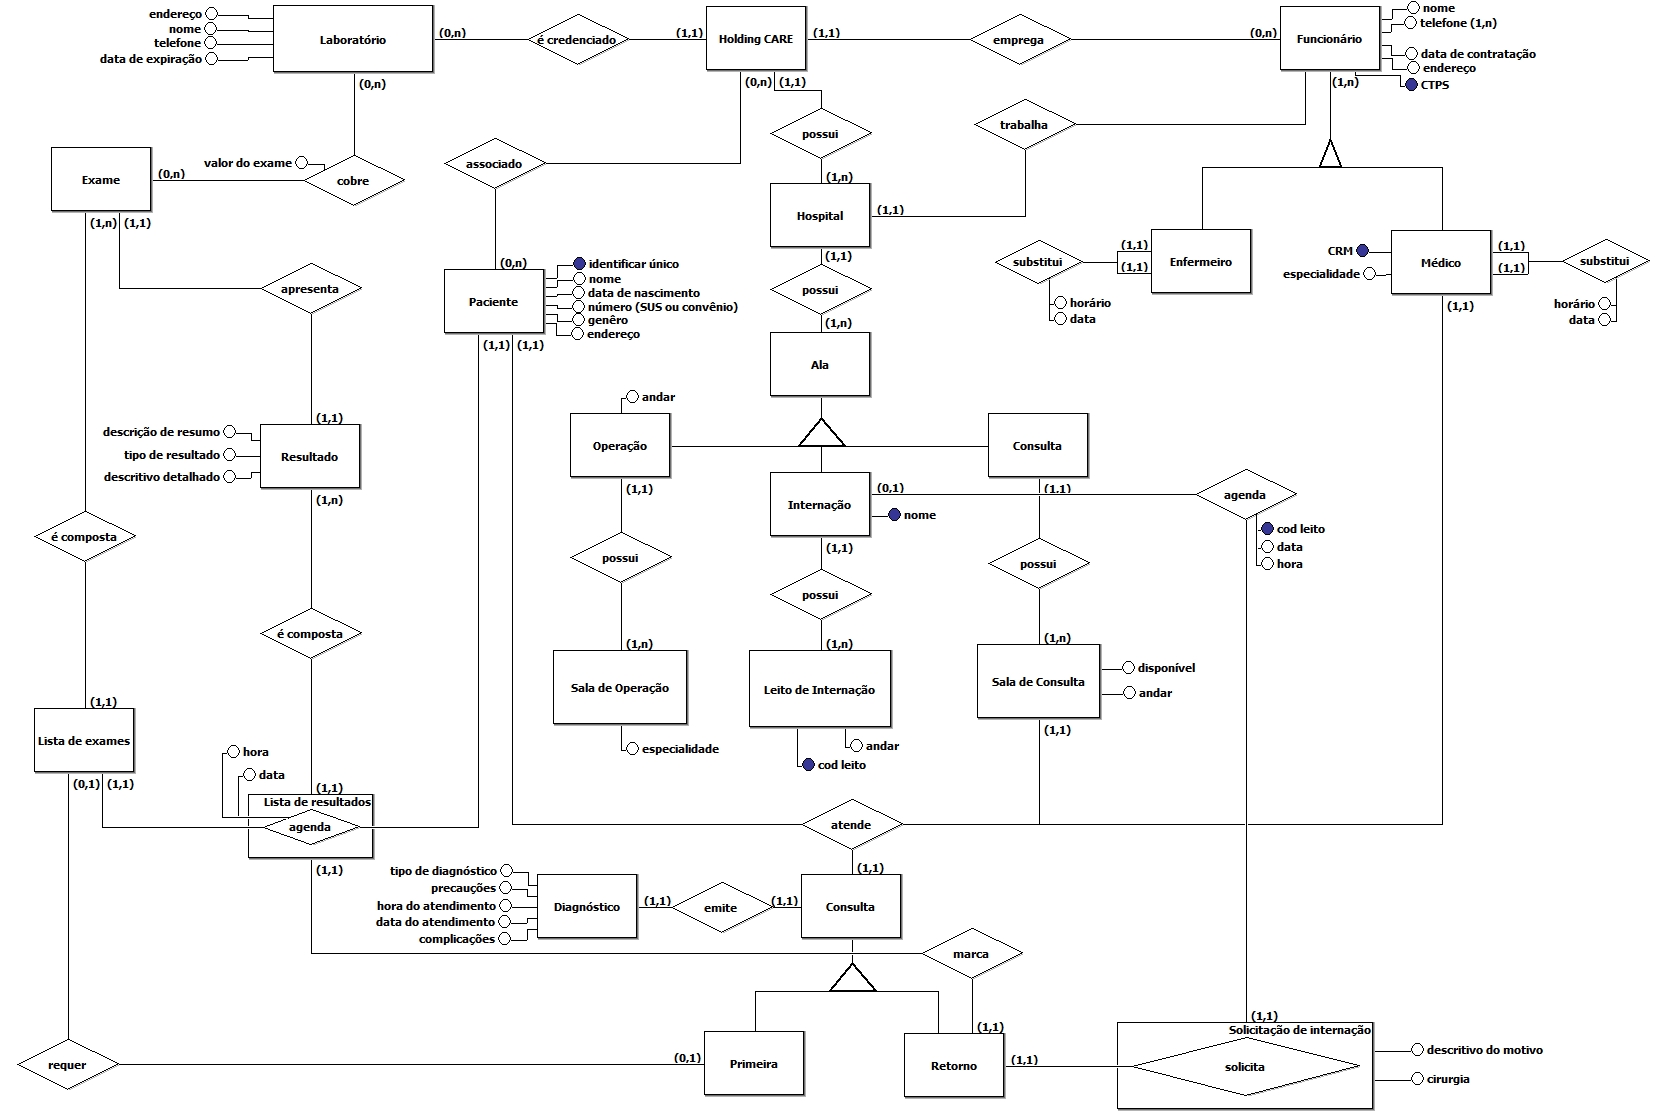 endereço
nome
telefone
data de expiração
Laboratório
(0,n)
é credenciado
(1,1)
Holding CARE
(1,1)
emprega
(0,n)
Funcionário
nome
telefone (1,n)
data de contratação
endereço
CTPS
(0,n)
(0,n)
(1,1)
(1,n)
possui
trabalha
associado
Exame
(0,n)
valor do exame
cobre
(1,n)
(1,1)
(1,n)
Hospital
(1,1)
(1,1)
apresenta
(0,n)
Paciente
identificar único
nome
data de nascimento
número (SUS ou convênio)
genêro
endereço
(1,1)
(1,1)
possui
(1,n)
Ala
substitui
(1,1)
(1,1)
Enfermeiro
horário
data
CRM
especialidade
Médico
(1,1)
(1,1)
substitui
horário
data
(1,1)
(1,1)
descrição de resumo
tipo de resultado
descritivo detalhado
Resultado
(1,n)
andar
Operação
(1,1)
Consulta
(1,1)
Internação
(0,1)
nome
(1,1)
agenda
cod leito
data
hora
é composta
possui
possui
possui
é composta
(1,n)
(1,n)
(1,n)
Sala de Operação
especialidade
Leito de Internação
andar
cod leito
Sala de Consulta
disponível
andar
(1,1)
(1,1)
Lista de exames
(0,1)
(1,1)
hora
data
(1,1)
Lista de resultados
agenda
(1,1)
atende
(1,1)
tipo de diagnóstico
precauções
hora do atendimento
data do atendimento
complicações
Diagnóstico
(1,1)
emite
(1,1)
Consulta
marca
(1,1)
(1,1)
Solicitação de internação
requer
(0,1)
Primeira
Retorno
(1,1)
solicita
descritivo do motivo
cirurgia